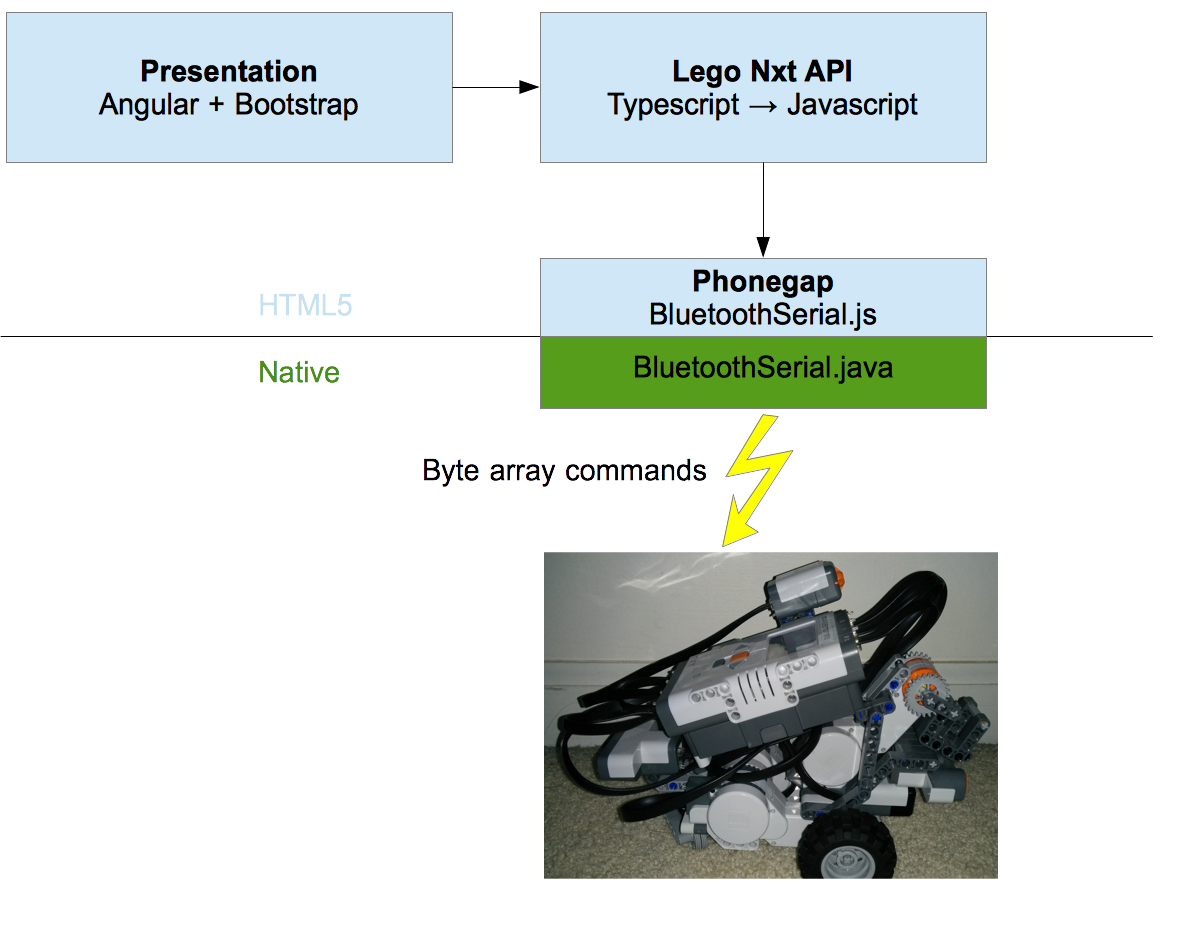 Presentation
Angular + Bootstrap
Lego Nxt API
Typescript → Javascript
Phonegap
BluetoothSerial.js
HTML5
Native
BluetoothSerial.java
Byte array commands